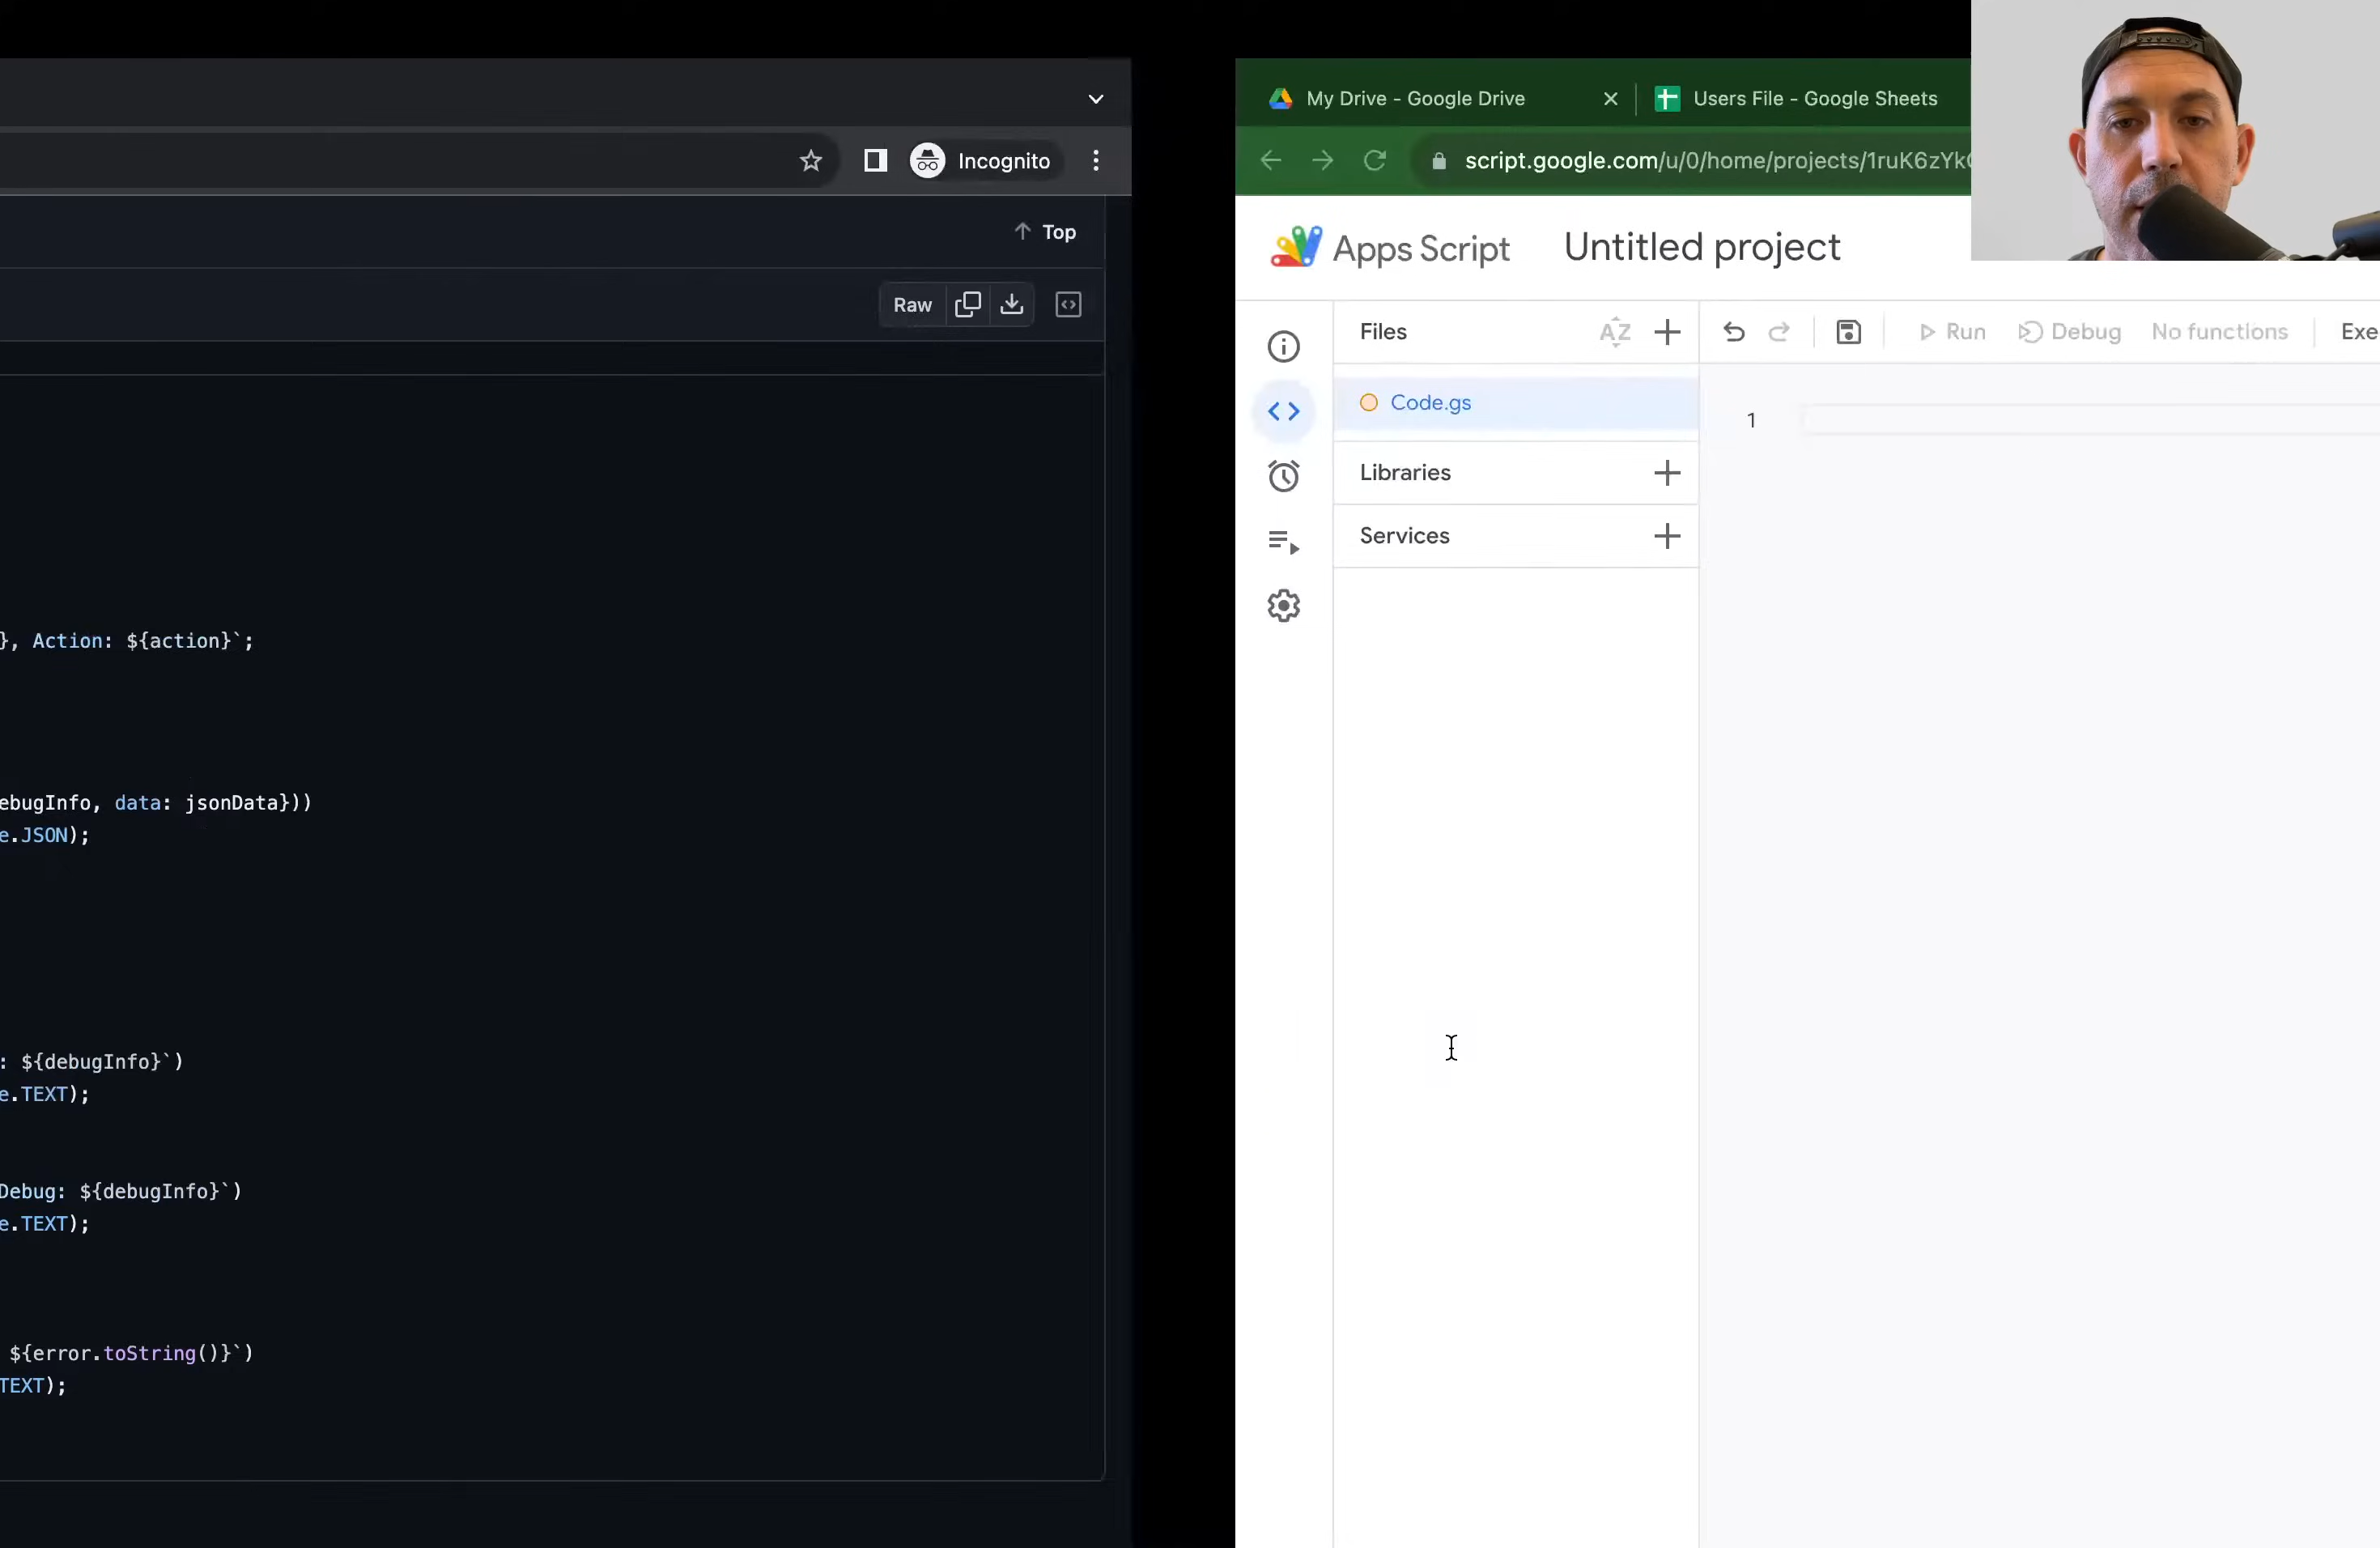 Incognito
Top
Raw
}, Action: ${action}`;
ebugInfo, data: jsonData}))
e.JSON);
: ${debugInfo}`)
e.TEXT);
Debug: ${debugInfo}`)
e.TEXT);
${error.toString()}`)
TEXT);
My Drive - Google Drive
Users File - Google Sheets
script.google.com/u/0/home/projects/1ruK6zYk
Apps Script
Untitled project
Files
AZ
Run
Debug
No functions
Exe
Code.gs
1
Libraries
Services